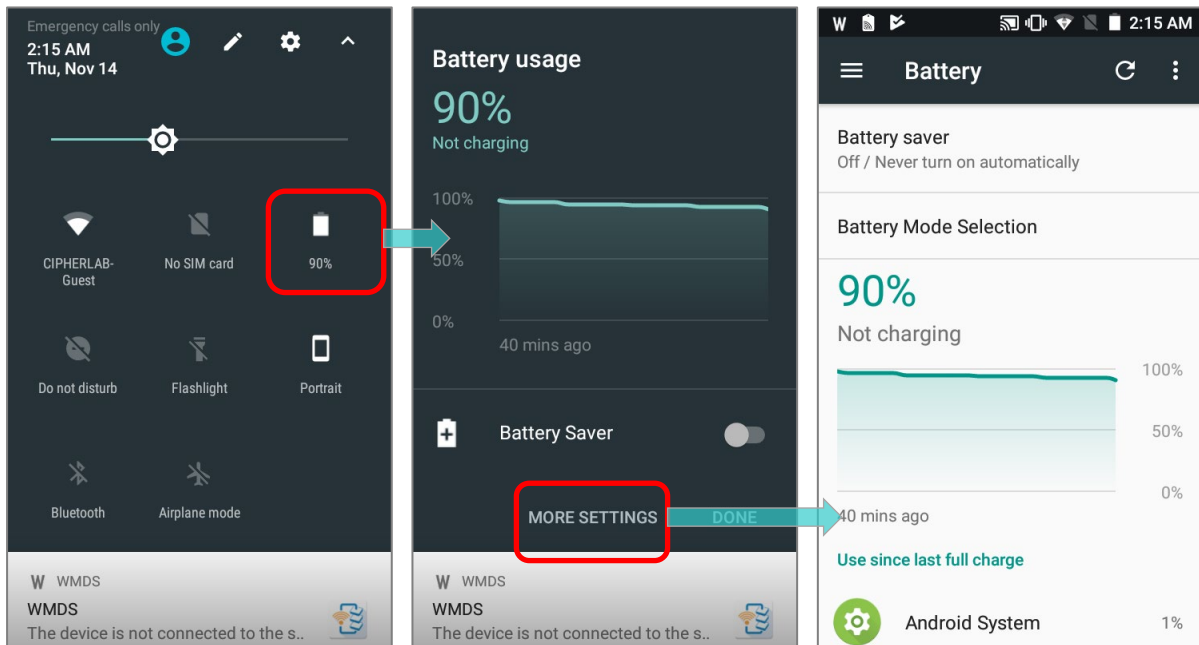 Emergency calls only
2:15 AM
Thu, Nov 14
CIPHERLAB-
Guest
No SIM card
90%
Do not disturb
Flashlight
Portrait
Bluetooth
Airplane mode
W WMDS
WMDS
The device is not connected to the s..
Battery usage
90%
Not charging
100%
50%
0%
40 mins ago
Battery Saver
MORE SETTINGS
DONE
W WMDS
WMDS
The device is not connected to the s..
W 2:15 AM
Battery
Battery saver
Off / Never turn on automatically
Battery Mode Selection
90%
Not charging
100%
50%
0%
40 mins ago
Use since last full charge
Android System 1%